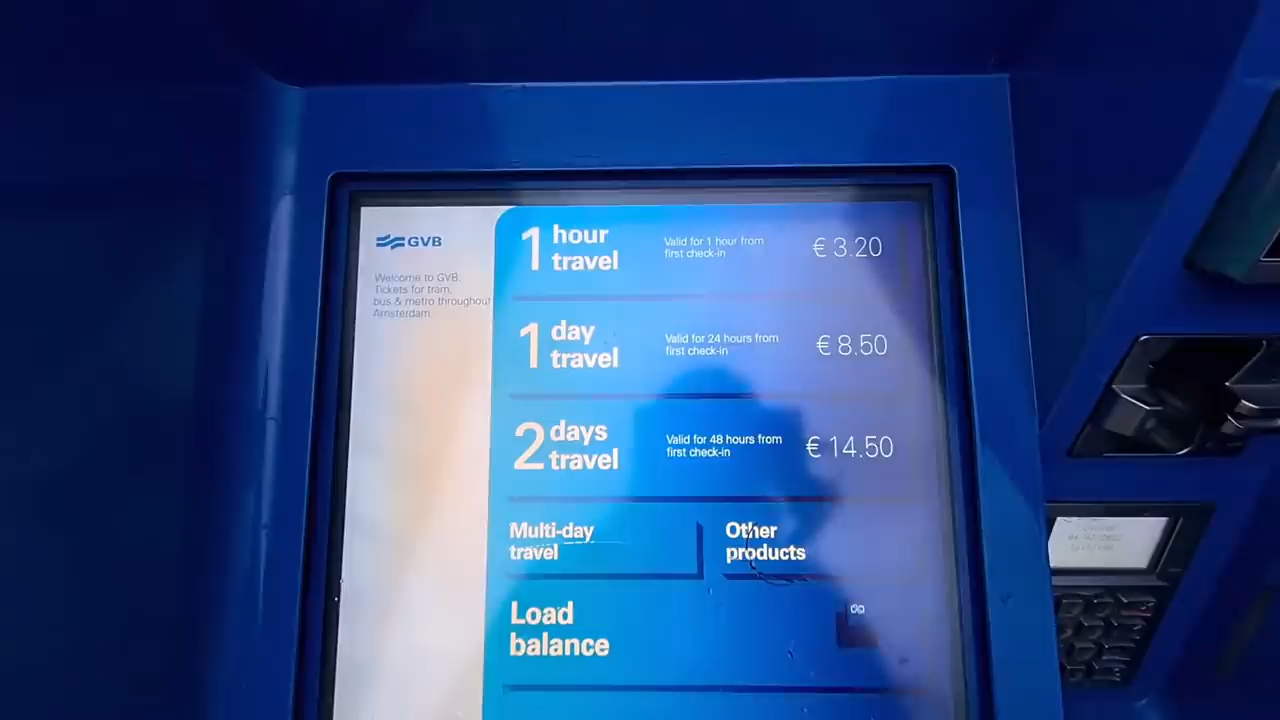 GVB
Welcome to GVB.
Tickets for tram,
bus & metro throughout
Amsterdam.
1 hour travel
Valid for 1 hour from
first check-in
€ 3.20
1 day travel
Valid for 24 hours from
first check-in
€ 8.50
2 days travel
Valid for 48 hours from
first check-in
€ 14.50
Multi-day
travel
Other
products
Load
balance